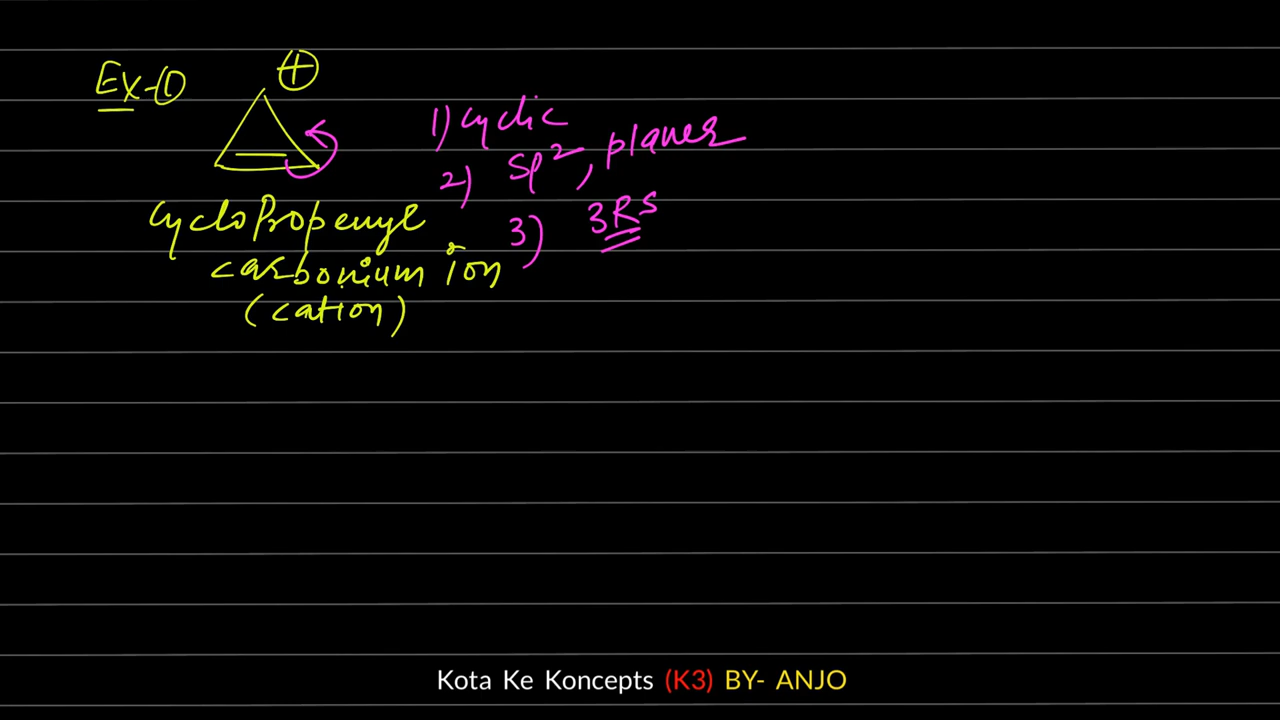 Ex-①
⊕
1) cyclic
2) Sp², planer
3) 3RS
CycloPropenyl
carbonium ion
(cation)
Kota Ke Koncepts (K3) BY- ANJO